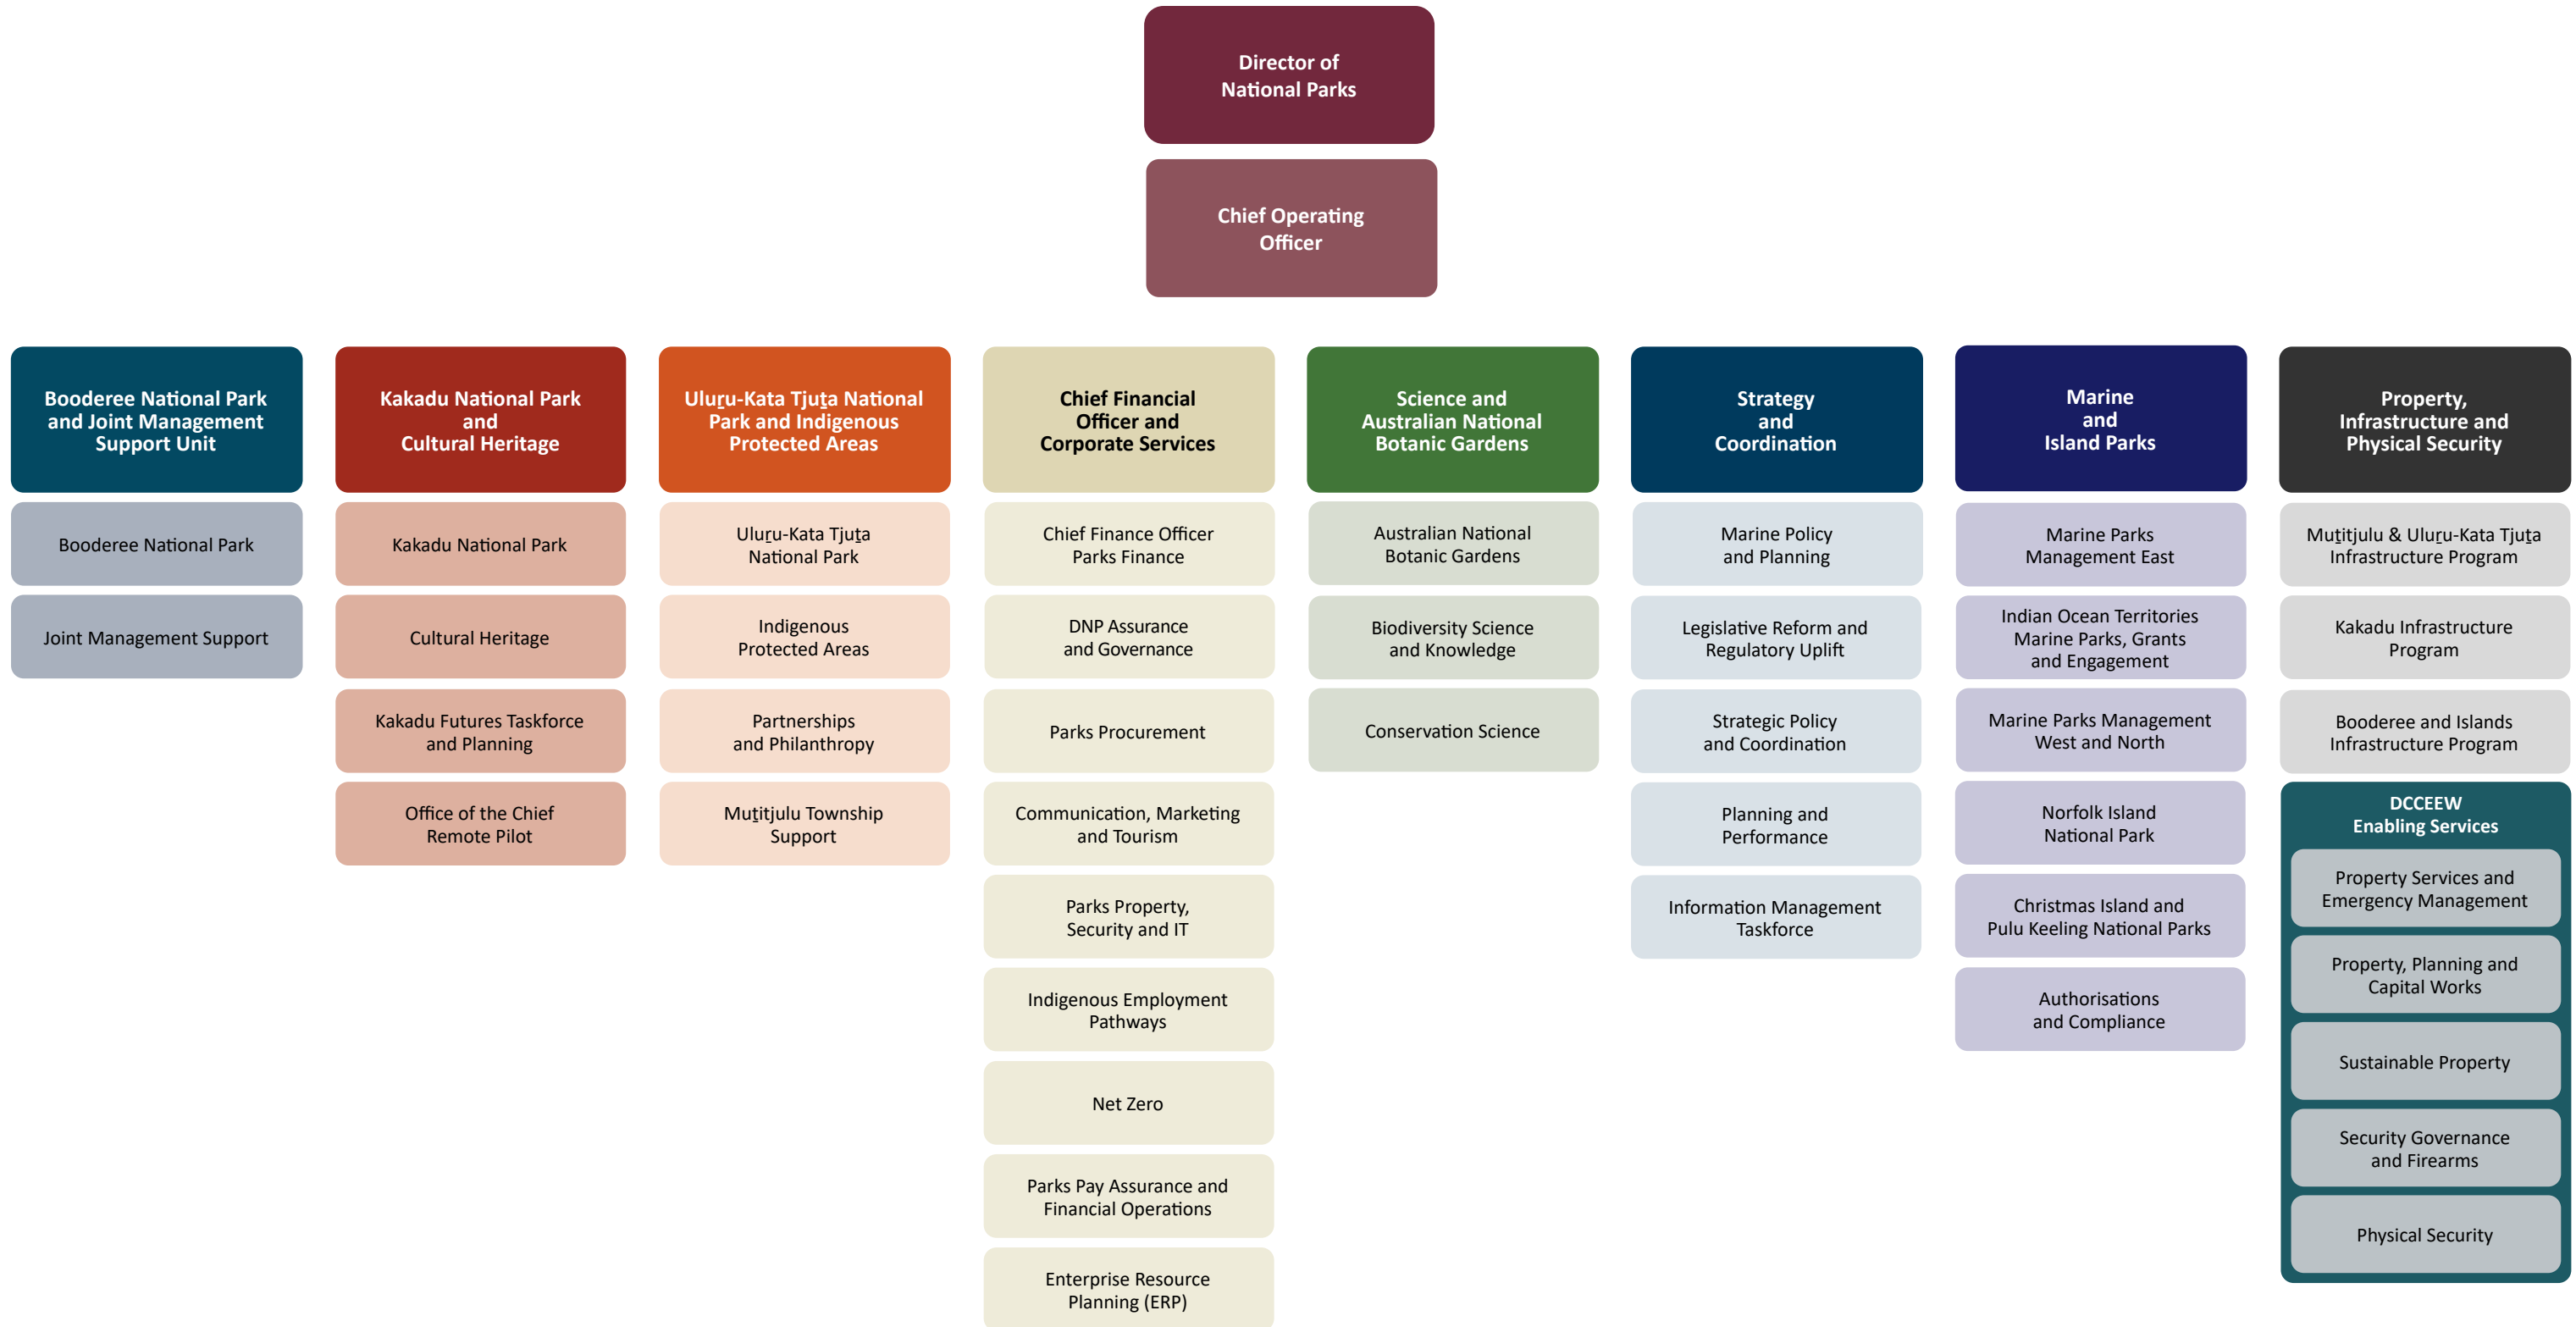 Director of
National Parks
Chief Operating
Officer
Booderee National Park
and Joint Management
Support Unit
Booderee National Park
Joint Management Support
Kakadu National Park
and
Cultural Heritage
Kakadu National Park
Cultural Heritage
Kakadu Futures Taskforce
and Planning
Office of the Chief
Remote Pilot
Uluṟu-Kata Tjuṯa National
Park and Indigenous
Protected Areas
Uluṟu-Kata Tjuṯa
National Park
Indigenous
Protected Areas
Partnerships
and Philanthropy
Muṯitjulu Township
Support
Chief Financial
Officer and
Corporate Services
Chief Finance Officer
Parks Finance
DNP Assurance
and Governance
Parks Procurement
Communication, Marketing
and Tourism
Parks Property,
Security and IT
Indigenous Employment
Pathways
Net Zero
Parks Pay Assurance and
Financial Operations
Enterprise Resource
Planning (ERP)
Science and
Australian National
Botanic Gardens
Australian National
Botanic Gardens
Biodiversity Science
and Knowledge
Conservation Science
Strategy
and
Coordination
Marine Policy
and Planning
Legislative Reform and
Regulatory Uplift
Strategic Policy
and Coordination
Planning and
Performance
Information Management
Taskforce
Marine
and
Island Parks
Marine Parks
Management East
Indian Ocean Territories
Marine Parks, Grants
and Engagement
Marine Parks Management
West and North
Norfolk Island
National Park
Christmas Island and
Pulu Keeling National Parks
Authorisations
and Compliance
Property,
Infrastructure and
Physical Security
Muṯitjulu & Uluṟu-Kata Tjuṯa
Infrastructure Program
Kakadu Infrastructure
Program
Booderee and Islands
Infrastructure Program
DCCEEW
Enabling Services
Property Services and
Emergency Management
Property, Planning and
Capital Works
Sustainable Property
Security Governance
and Firearms
Physical Security